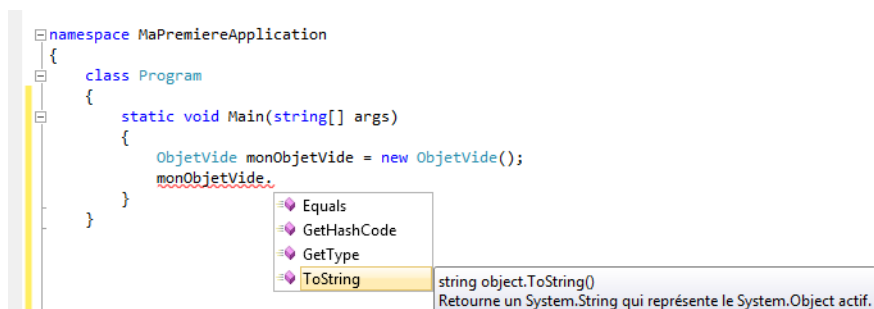 namespace MaPremiereApplication
{
class Program
{
static void Main(string[] args)
{
ObjetVide monObjetVide = new ObjetVide();
monObjetVide.
}
}
Equals
GetHashCode
GetType
ToString
string object.ToString()
Retourne un System.String qui représente le System.Object actif.